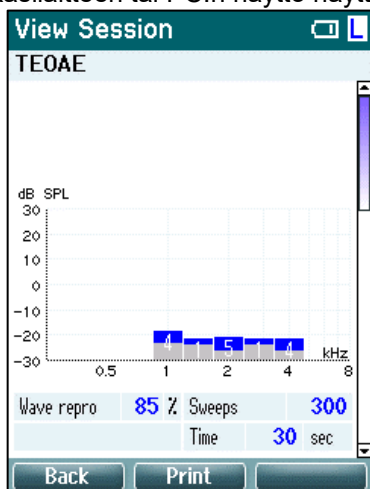 View Session L
TEOAE
dB SPL
30
20
10
0
-10
-20
-30
4 1 5 1 4
kHz
0.5 1 2 4 8
Wave repro 85 % Sweeps 300
Time 30 sec
Back Print